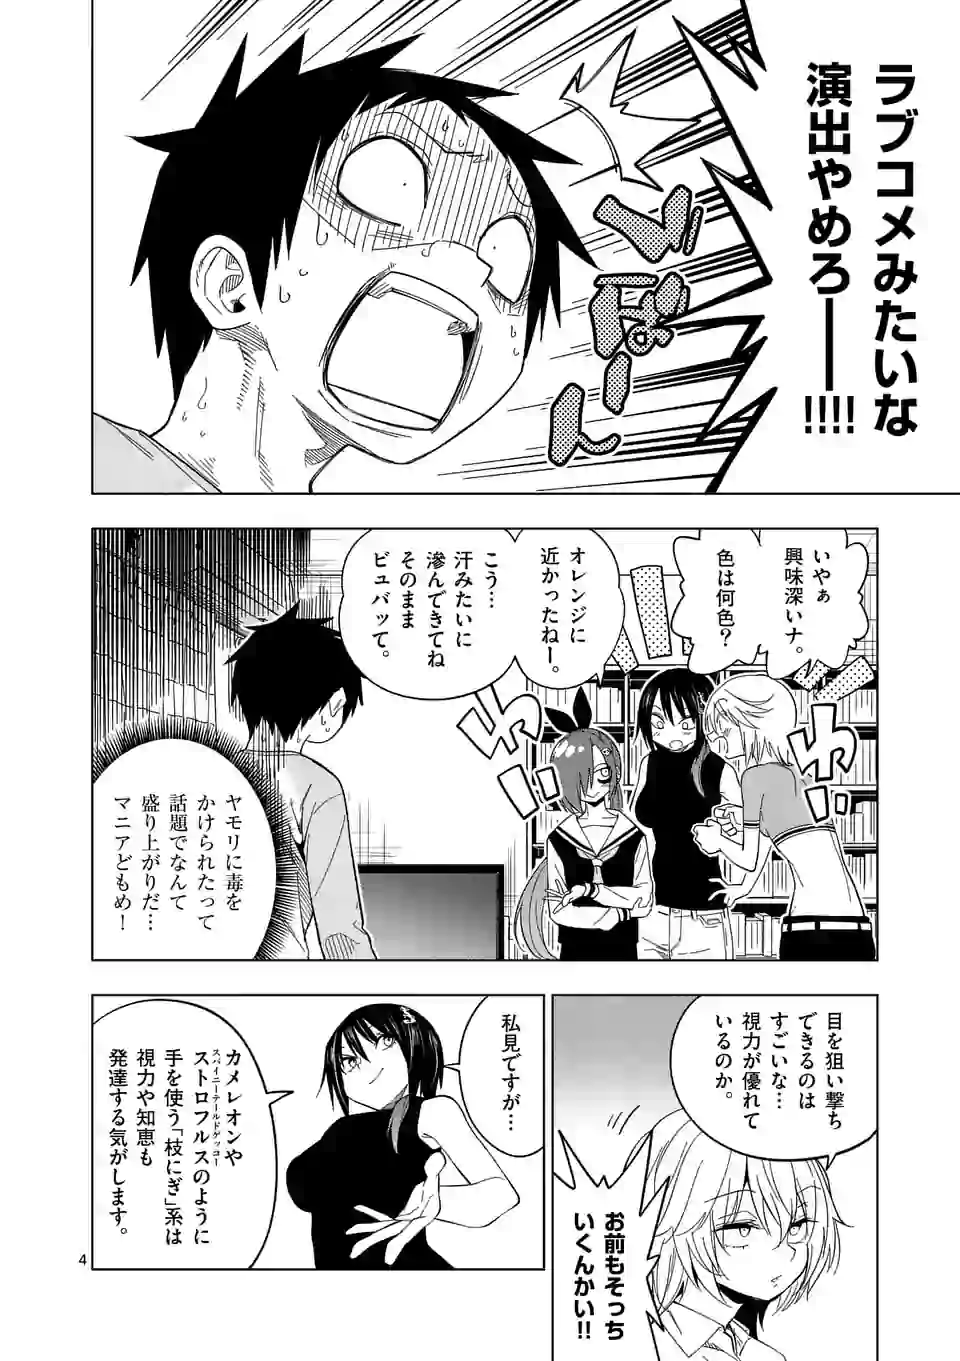 ラブコメみたいな
演出やめろ――!!!!
じぼーん
いやぁ
興味深いナ。
色は何色?
オレンジに
近かったねー。
こう…
汗みたいに
滲んできてね
そのまま
ビュバッて。
ワイ
ワイ
ヤモリに毒を
かけられたって
話題でなんて
盛り上がりだ…
マニアどもめ!
目を狙い撃ち
できるのは
すごいな…
視力が優れて
いるのか。
お前もそっち
いくんかい!!
私見ですが…
カメレオンや
スパイニーテールドゲッコー
ストロフルスのように
手を使う「枝にぎ」系は
視力や知恵も
発達する気がします。
4